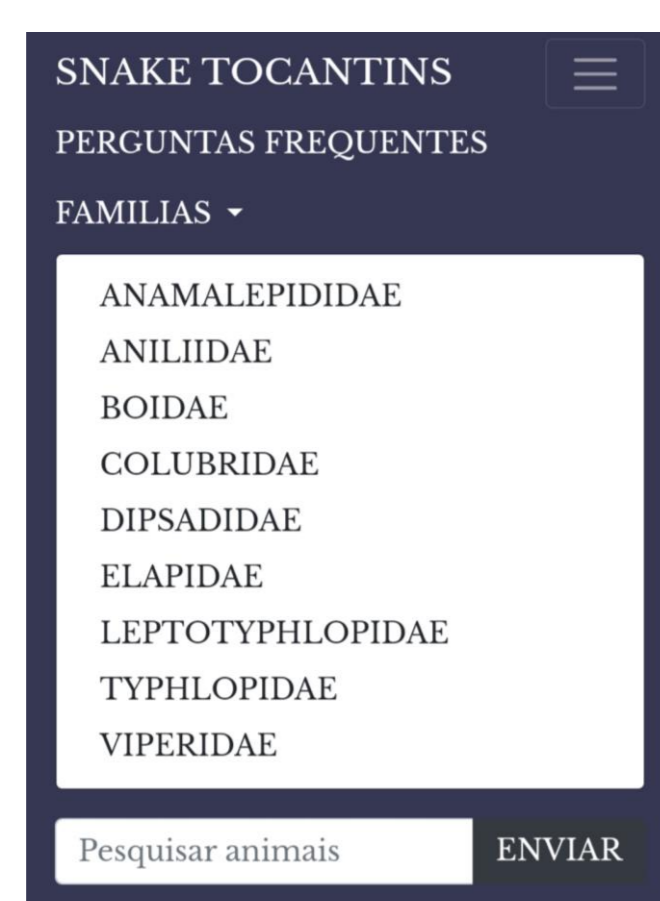 SNAKE TOCANTINS
PERGUNTAS FREQUENTES
FAMILIAS
ANAMALEPIDIDAE
ANILIIDAE
BOIDAE
COLUBRIDAE
DIPSADIDAE
ELAPIDAE
LEPTOTYPHLOPIDAE
TYPHLOPIDAE
VIPERIDAE
Pesquisar animais ENVIAR